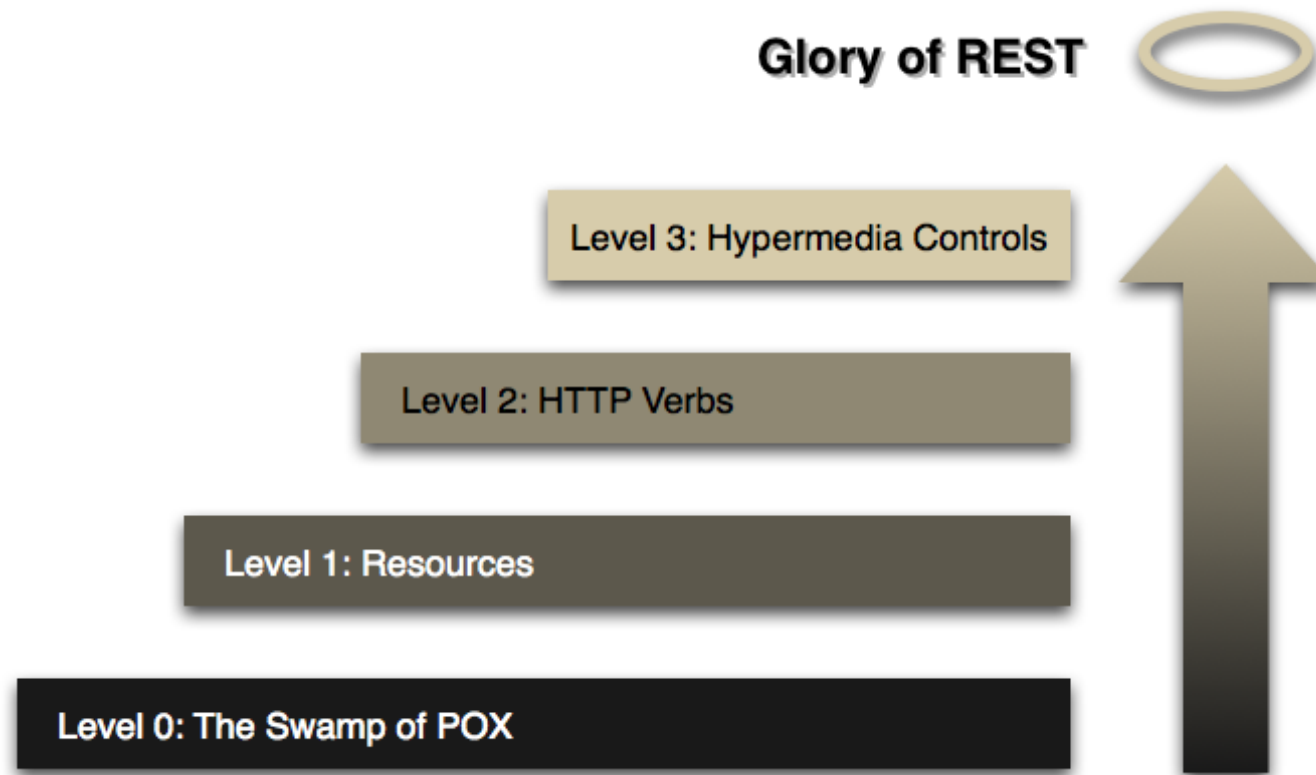 Glory of REST
Level 3: Hypermedia Controls
Level 2: HTTP Verbs
Level 1: Resources
Level 0: The Swamp of POX